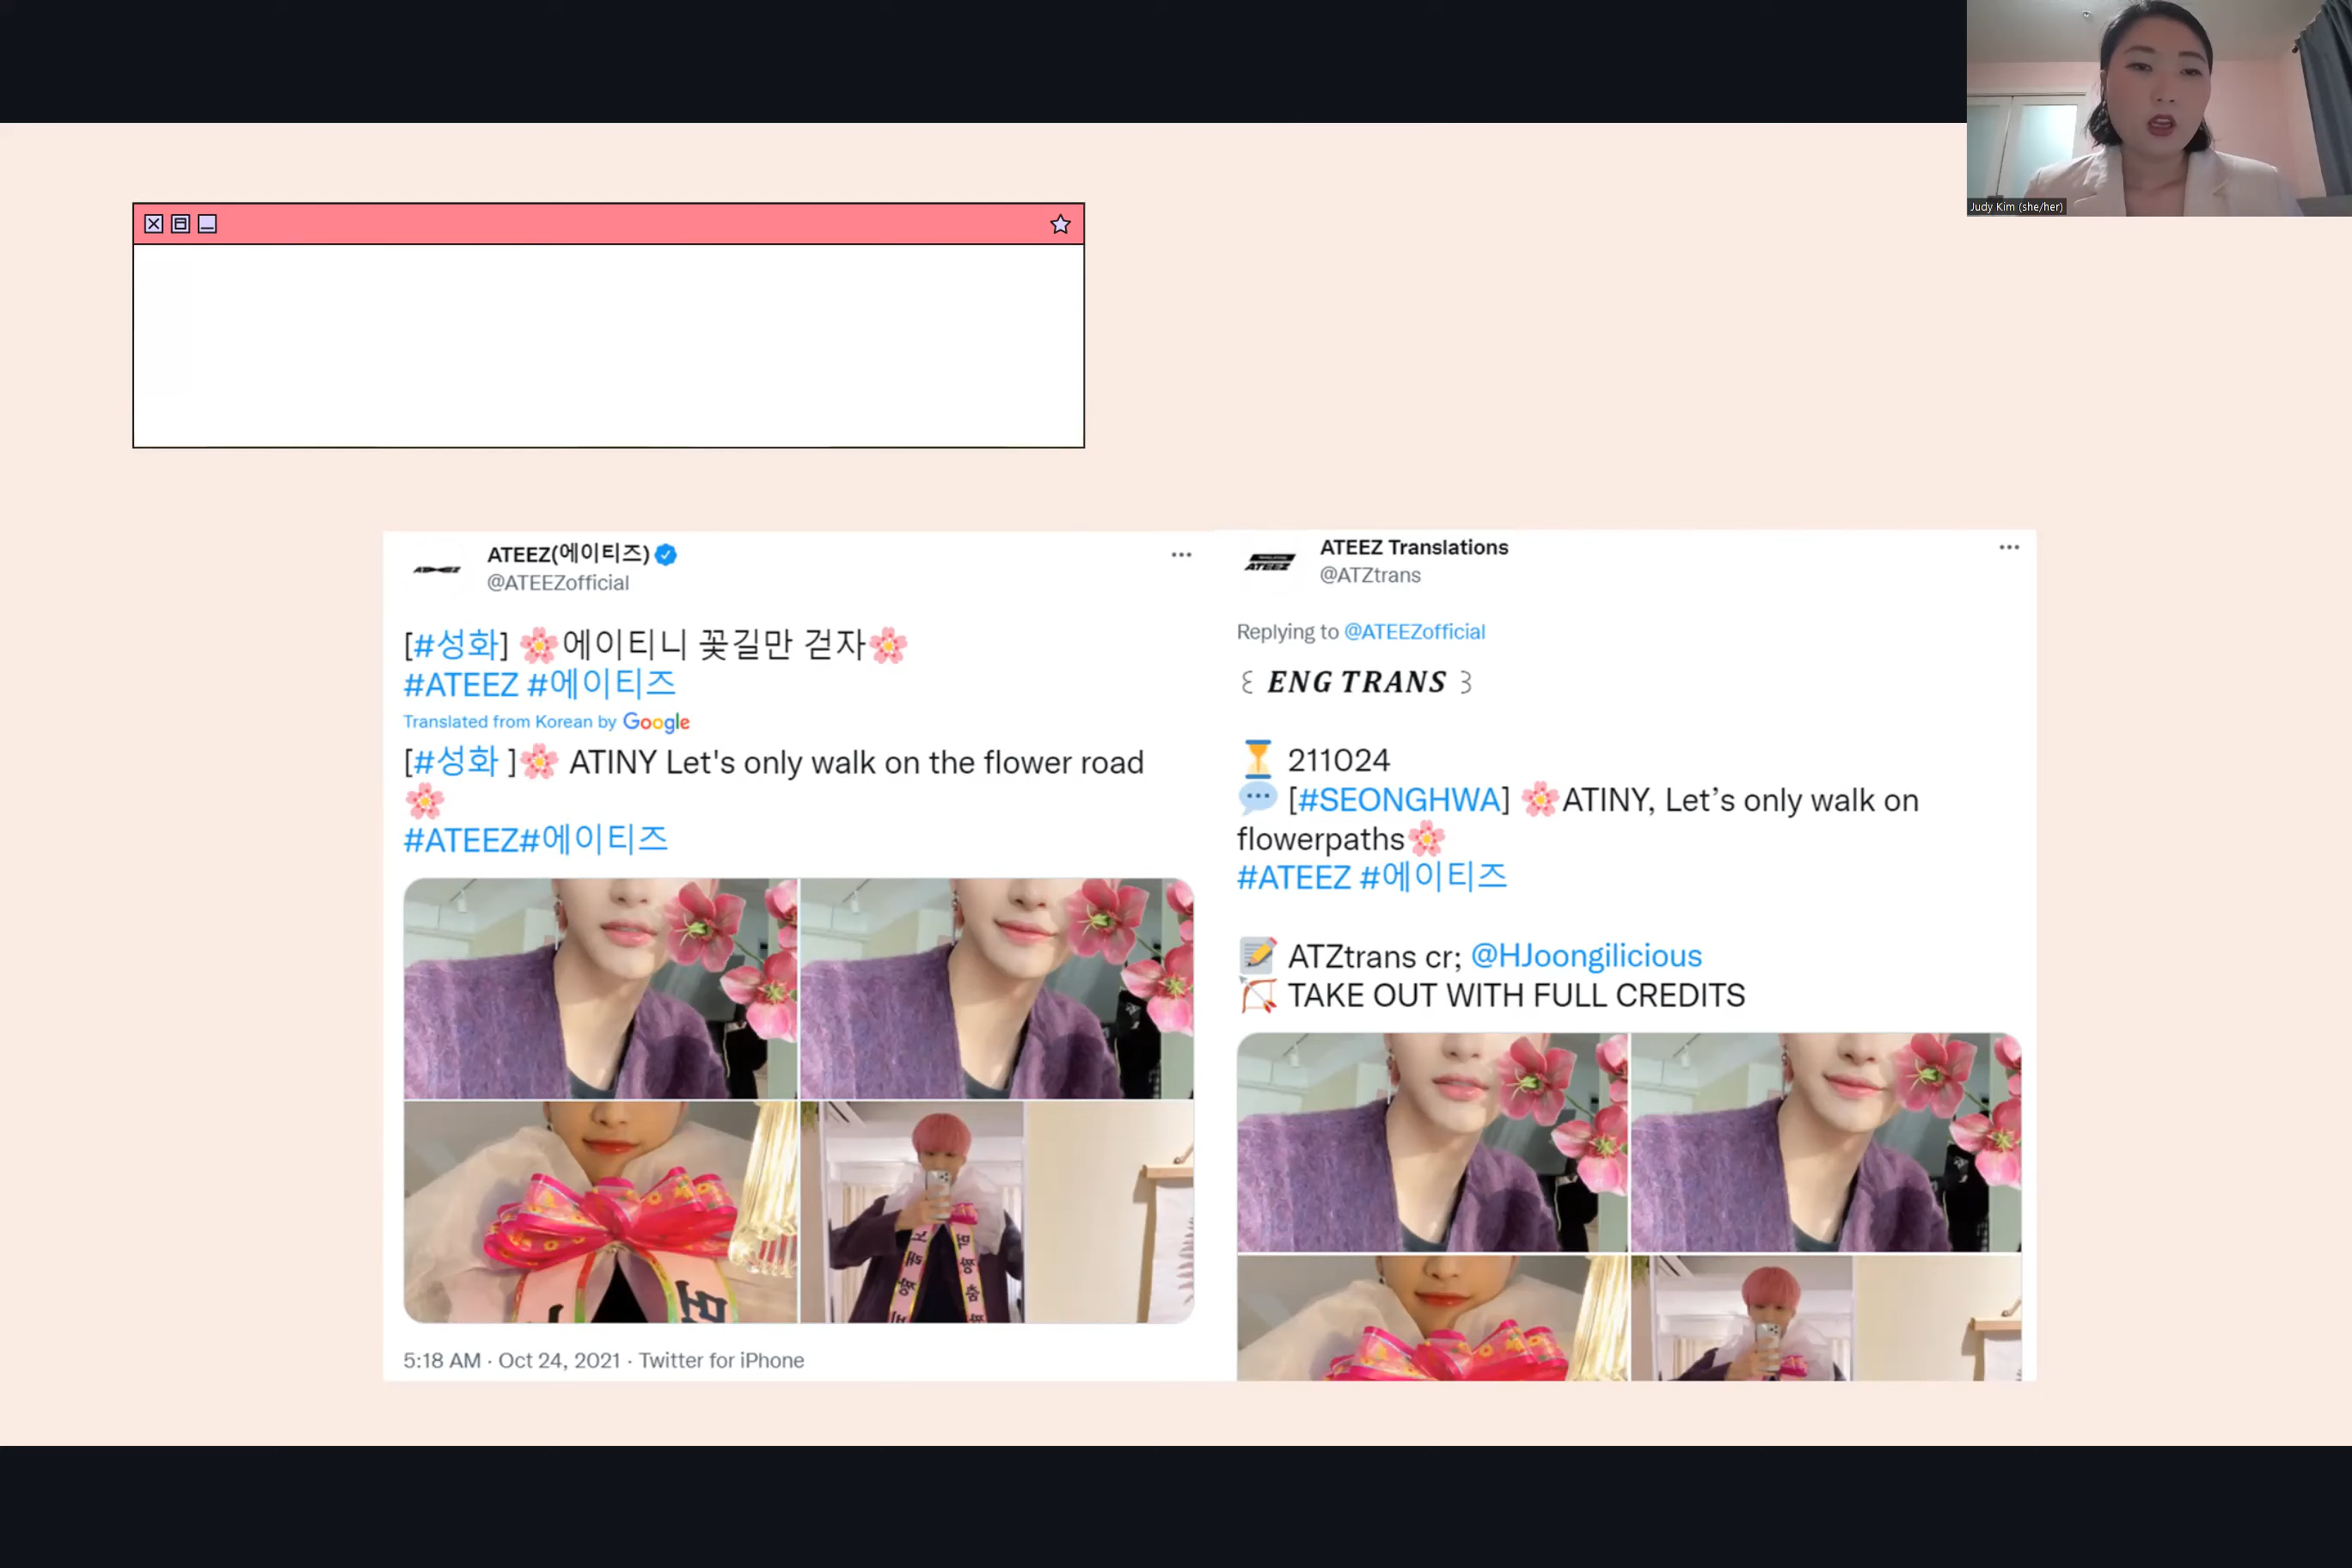 Judy Kim (she/her)
ATEEZ(에이티즈)
@ATEEZofficial
[#성화] 🌸에이티니 꽃길만 걷자🌸
#ATEEZ #에이티즈
Translated from Korean by Google
[#성화 ]🌸 ATINY Let's only walk on the flower road
🌸
#ATEEZ#에이티즈
5:18 AM · Oct 24, 2021 · Twitter for iPhone
ATEEZ
ATEEZ Translations
@ATZtrans
Replying to @ATEEZofficial
꒰ ENG TRANS ꒱
⏳ 211024
💬 [#SEONGHWA] 🌸ATINY, Let’s only walk on
flowerpaths🌸
#ATEEZ #에이티즈
📝 ATZtrans cr; @HJoongilicious
🏹 TAKE OUT WITH FULL CREDITS